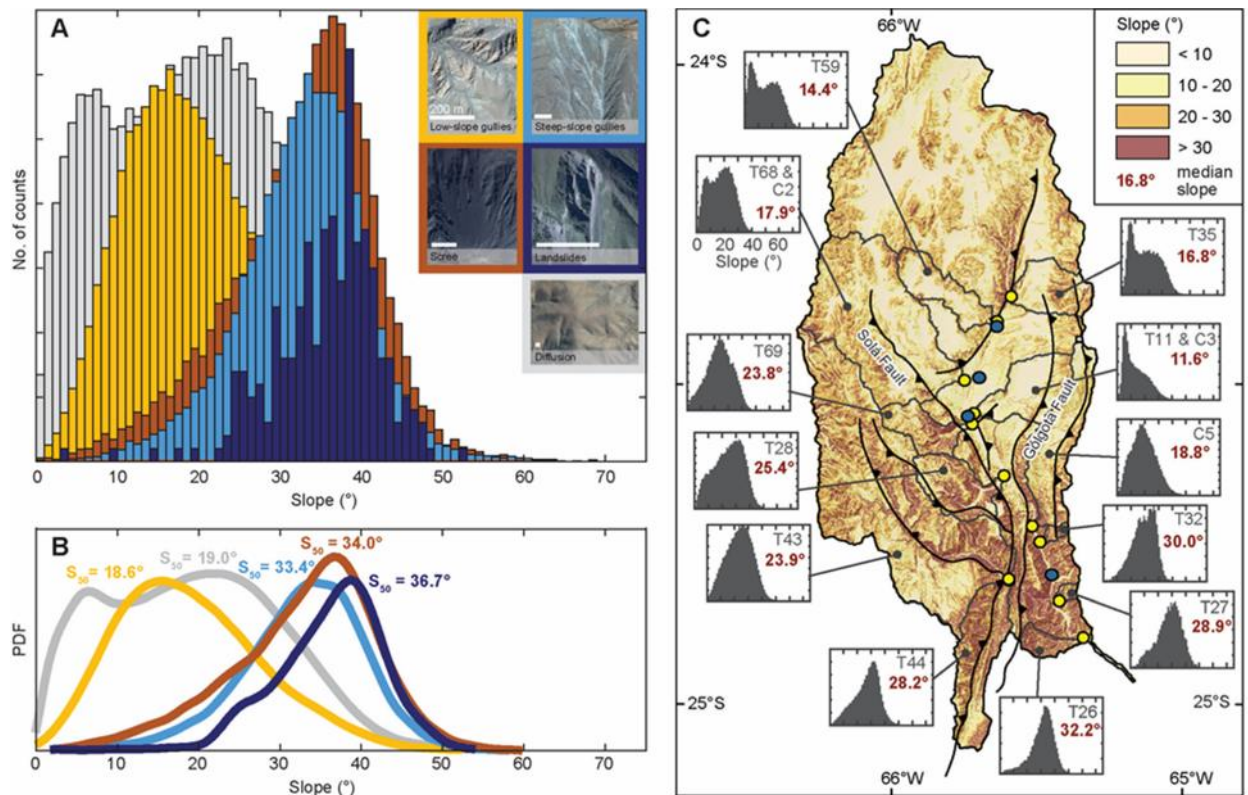 A
No. of counts
200 m
Low-slope gullies
Steep-slope gullies
Scree
Landslides
Diffusion
0 10 20 30 40 50 60 70
Slope (°)
B
PDF
S50 = 18.6°
S50 = 19.0°
S50 = 33.4°
S50 = 34.0°
S50 = 36.7°
0 10 20 30 40 50 60 70
Slope (°)
C
66°W
24°S
Slope (°)
< 10
10 - 20
20 - 30
> 30
16.8° median
slope
T59
14.4°
T68 &
C2
17.9°
0 20 40 60
Slope (°)
T35
16.8°
T11 & C3
11.6°
T69
23.8°
Solá Fault
Golgota Fault
C5
18.8°
T28
25.4°
T32
30.0°
T43
23.9°
T27
28.9°
T44
28.2°
T26
32.2°
25°S
25°S
66°W
65°W